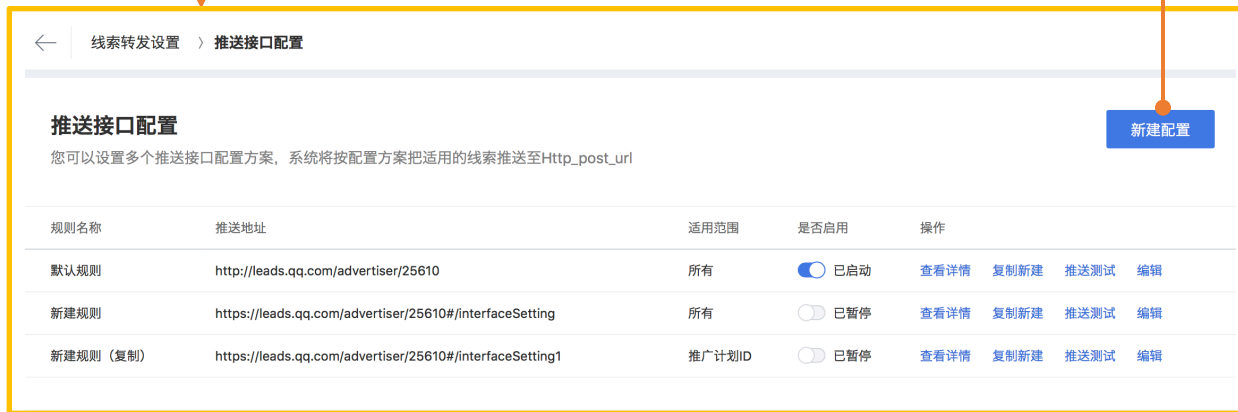 ← 线索转发设置 〉 推送接口配置
推送接口配置
新建配置
您可以设置多个推送接口配置方案，系统将按配置方案把适用的线索推送至Http_post_url
规则名称 推送地址 适用范围 是否启用 操作
默认规则 http://leads.qq.com/advertiser/25610 所有 已启动 查看详情 复制新建 推送测试 编辑
新建规则 https://leads.qq.com/advertiser/25610#/interfaceSetting 所有 已暂停 查看详情 复制新建 推送测试 编辑
新建规则（复制） https://leads.qq.com/advertiser/25610#/interfaceSetting1 推广计划ID 已暂停 查看详情 复制新建 推送测试 编辑